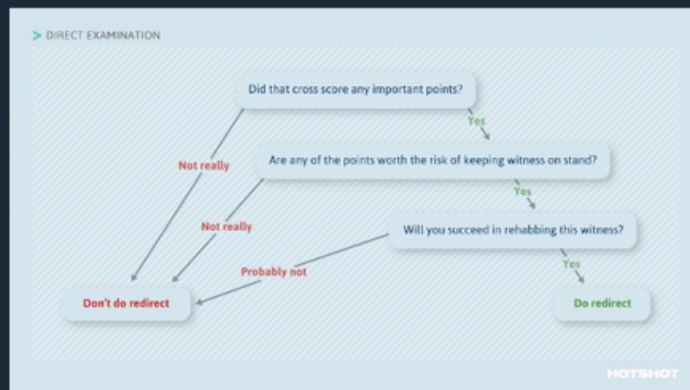 > DIRECT EXAMINATION
Did that cross score any important points?
Yes
Not really
Are any of the points worth the risk of keeping witness on stand?
Yes
Not really
Will you succeed in rehabbing this witness?
Yes
Probably not
Don't do redirect
Do redirect
HOTSHOT